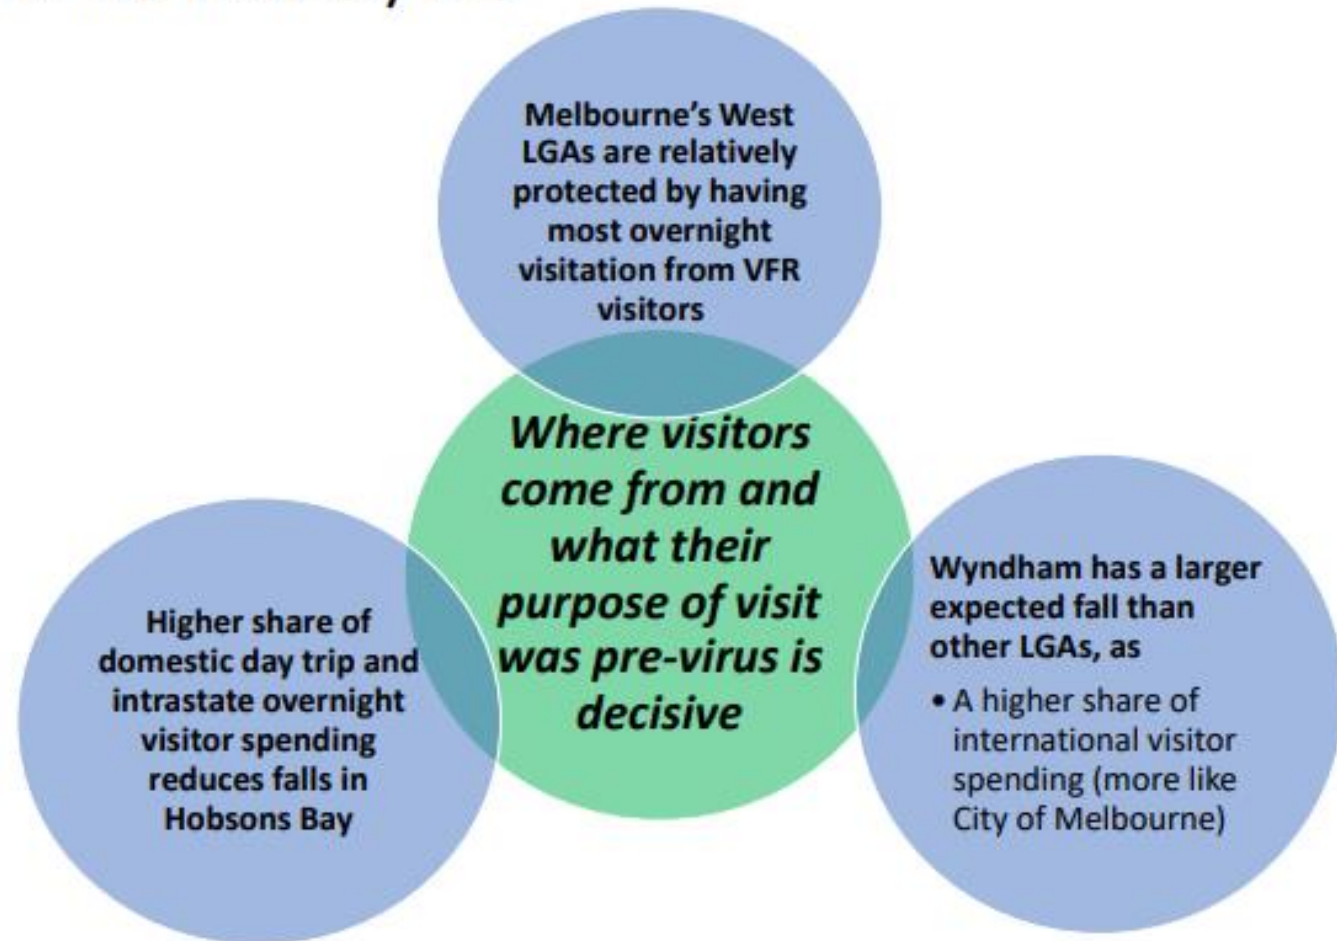 Melbourne's West
LGAs are relatively
protected by having
most overnight
visitation from VFR
visitors
Where visitors
come from and
what their
purpose of visit
was pre-virus is
decisive
Higher share of
domestic day trip and
intrastate overnight
visitor spending
reduces falls in
Hobsons Bay
Wyndham has a larger
expected fall than
other LGAs, as
• A higher share of
international visitor
spending (more like
City of Melbourne)